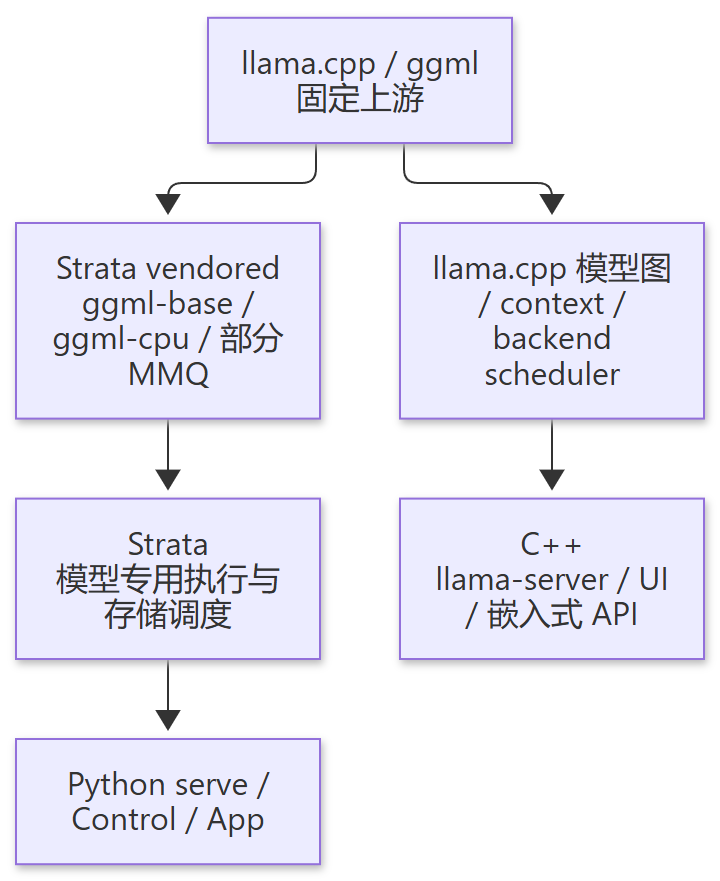 llama.cpp / ggml
固定上游
Strata vendored
ggml-base /
ggml-cpu / 部分
MMQ
llama.cpp 模型图
/ context /
backend
scheduler
Strata
模型专用执行与
存储调度
C++
llama-server / UI
/ 嵌入式 API
Python serve /
Control / App